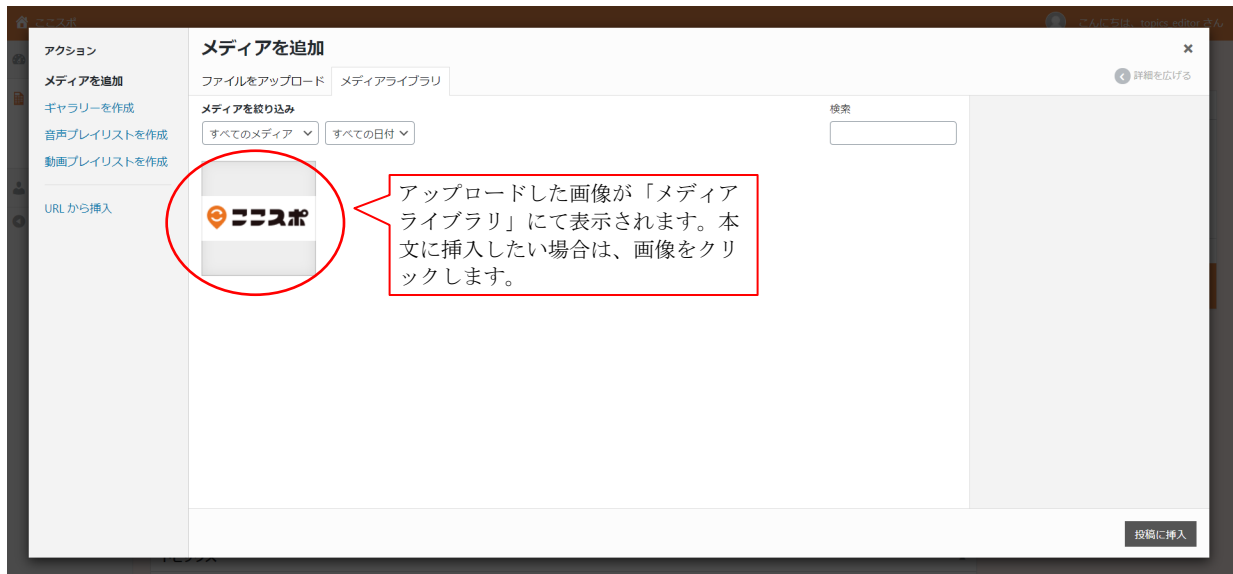 ここスポ
こんにちは、topics editor さん
アクション
メディアを追加
ギャラリーを作成
音声プレイリストを作成
動画プレイリストを作成
URL から挿入
メディアを追加
ファイルをアップロード
メディアライブラリ
詳細を広げる
メディアを絞り込み
検索
すべてのメディア
すべての日付
ここスポ
アップロードした画像が「メディア
ライブラリ」にて表示されます。本
文に挿入したい場合は、画像をクリ
ックします。
投稿に挿入